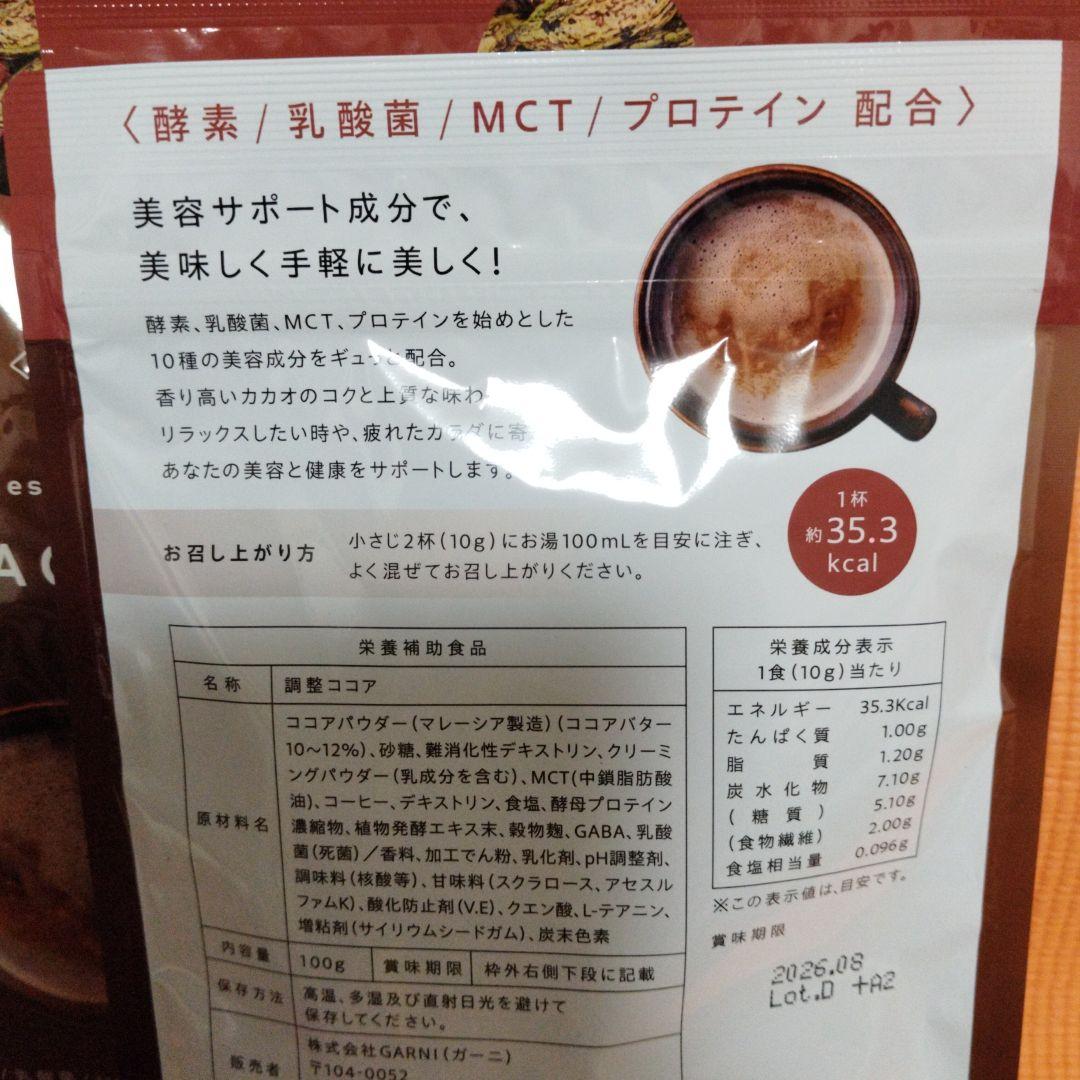 〈酵素/乳酸菌/MCT/プロテイン 配合〉
美容サポート成分で、
美味しく手軽に美しく!
酵素、乳酸菌、MCT、プロテインを始めとした
10種の美容成分をギュっと配合。
香り高いカカオのコクと上質な味わ
リラックスしたい時や、疲れたカラダに寄
あなたの美容と健康をサポートします。
1杯
約35.3
kcal
お召し上がり方
小さじ2杯(10g)にお湯100mLを目安に注ぎ、
よく混ぜてお召し上がりください。
栄養補助食品
名称 調整ココア
原材料名
ココアパウダー(マレーシア製造)(ココアバター
10〜12%)、砂糖、難消化性デキストリン、クリーミ
ングパウダー(乳成分を含む)、MCT(中鎖脂肪酸
油)、コーヒー、デキストリン、食塩、酵母プロテイン
濃縮物、植物発酵エキス末、穀物麹、GABA、乳酸
菌(死菌)/香料、加工でん粉、乳化剤、pH調整剤、
調味料(核酸等)、甘味料(スクラロース、アセスル
ファムK)、酸化防止剤(V.E)、クエン酸、L-テアニン、
増粘剤(サイリウムシードガム)、炭末色素
内容量 100g 賞味期限 枠外右側下段に記載
保存方法 高温、多湿及び直射日光を避けて
保存してください。
販売者 株式会社GARNI(ガーニ)
〒104-0052
栄養成分表示
1食(10g)当たり
エネルギー 35.3Kcal
たんぱく質 1.00g
脂質 1.20g
炭水化物 7.10g
(糖質) 5.10g
(食物繊維) 2.00g
食塩相当量 0.096g
※この表示値は、目安です。
賞味期限
2026.08
Lot.D +A2
es